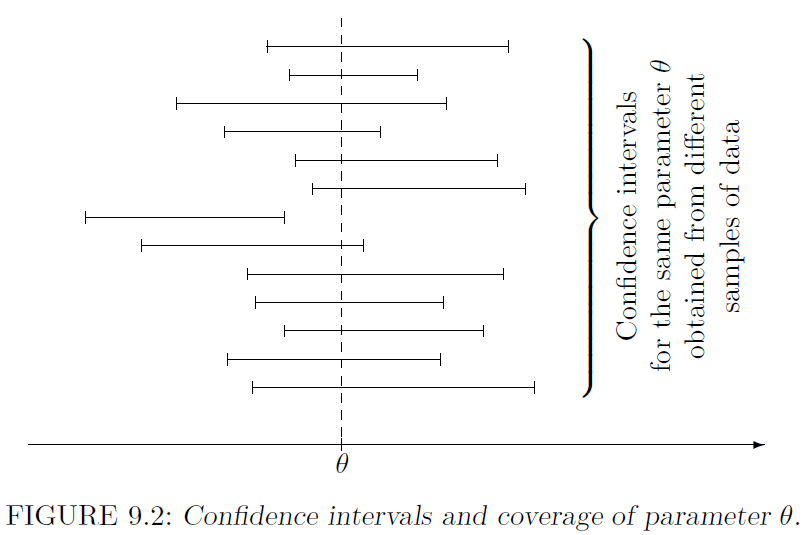 Confidence intervals
for the same parameter θ
obtained from different
samples of data
θ
FIGURE 9.2: Confidence intervals and coverage of parameter θ.